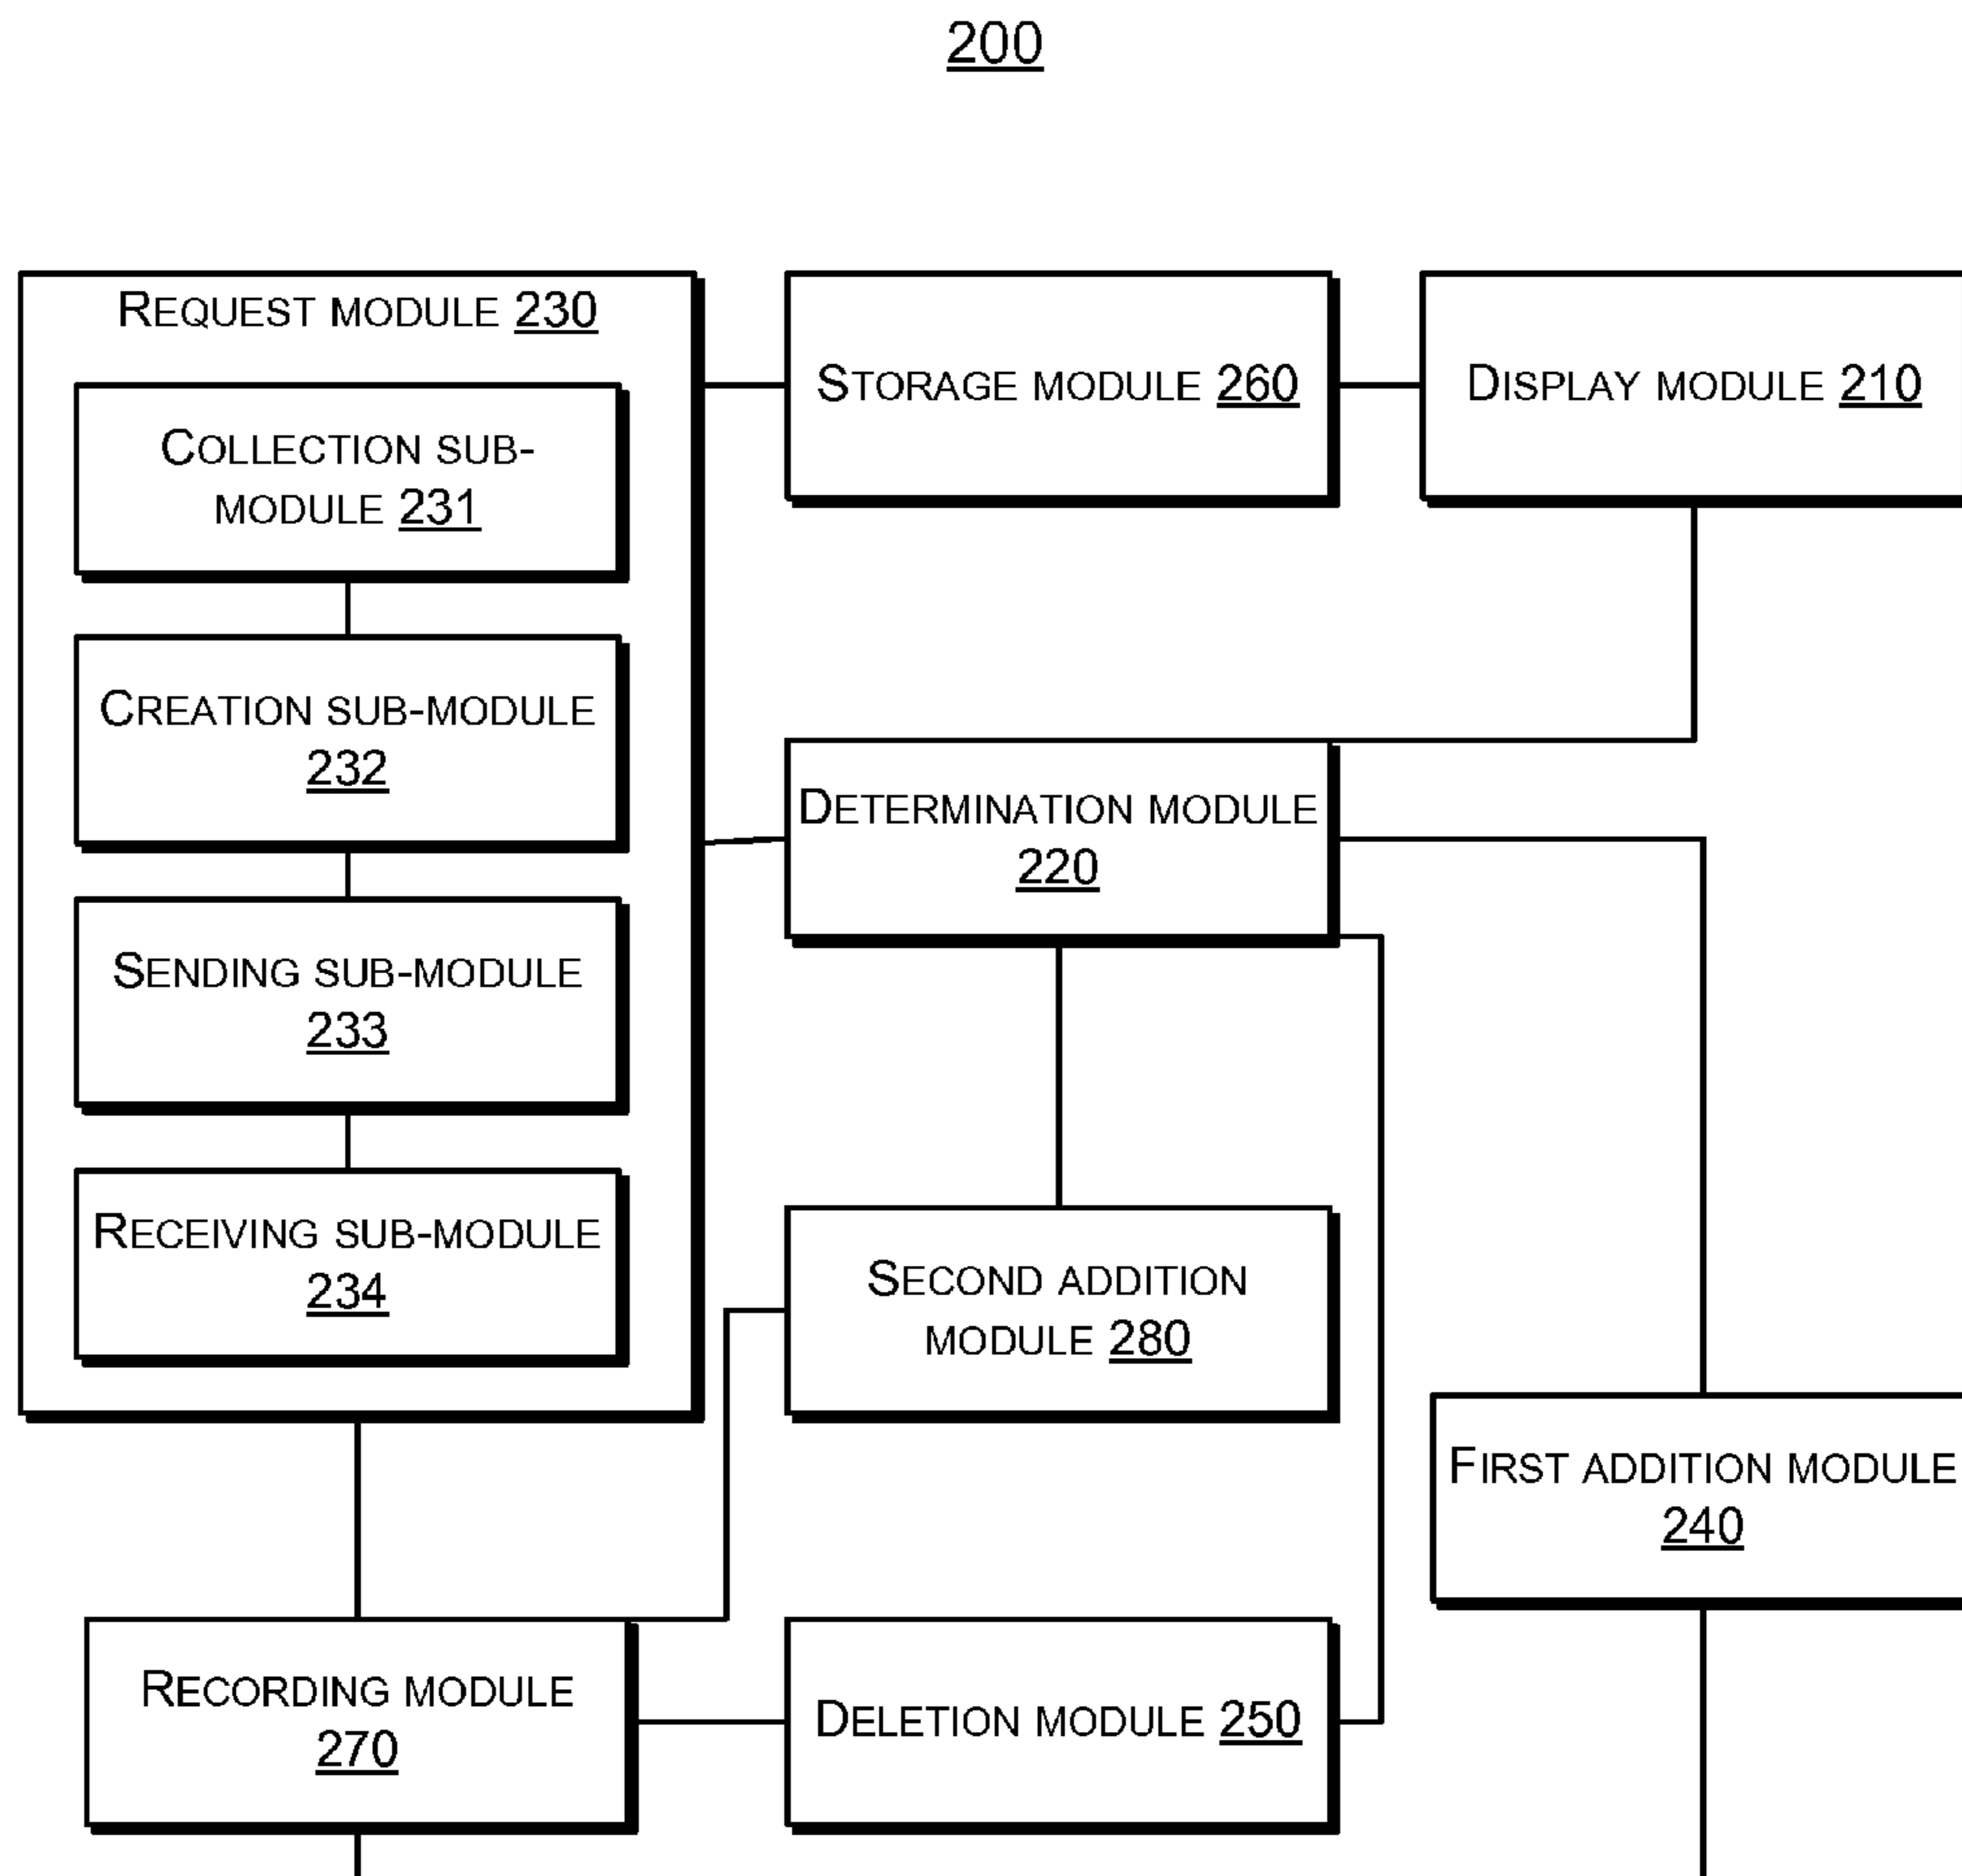 200
REQUEST MODULE 230
COLLECTION SUB-
MODULE 231
CREATION SUB-MODULE
232
SENDING SUB-MODULE
233
RECEIVING SUB-MODULE
234
STORAGE MODULE 260
DISPLAY MODULE 210
DETERMINATION MODULE
220
SECOND ADDITION
MODULE 280
FIRST ADDITION MODULE
240
RECORDING MODULE
270
DELETION MODULE 250